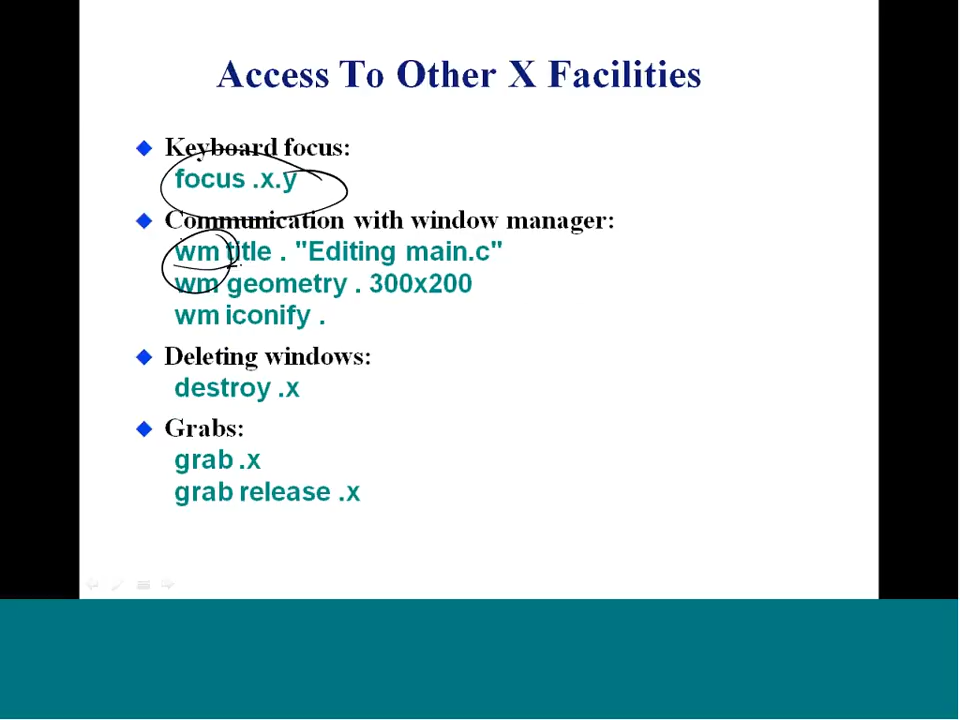 Access To Other X Facilities
Keyboard focus:
focus .x.y
Communication with window manager:
wm title . "Editing main.c"
wm geometry . 300x200
wm iconify .
Deleting windows:
destroy .x
Grabs:
grab .x
grab release .x